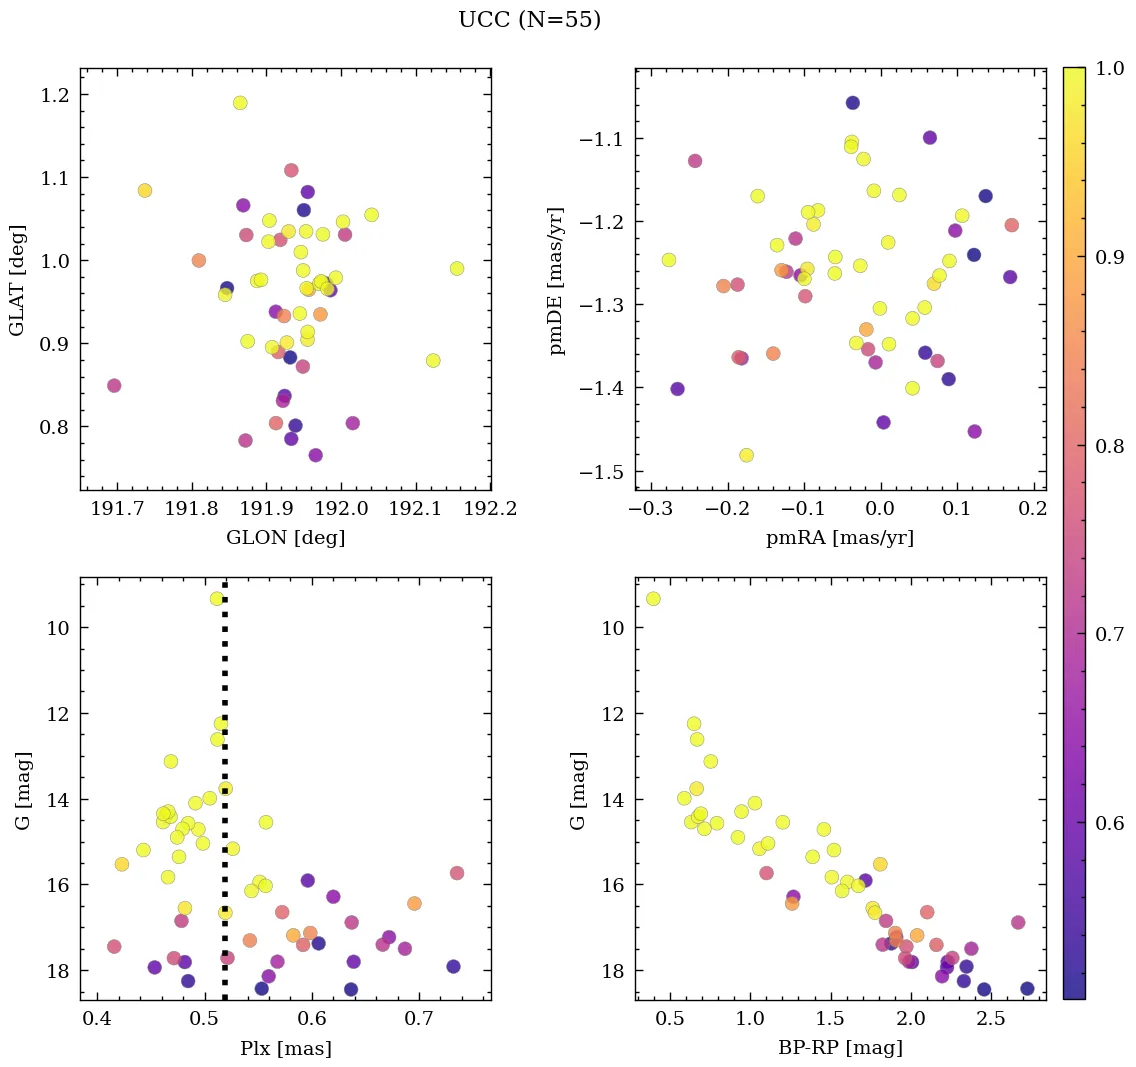 UCC (N=55)
1.2
1.1
1.0
0.9
0.8
GLAT [deg]
191.7 191.8 191.9 192.0 192.1 192.2
GLON [deg]
−1.1
−1.2
−1.3
−1.4
−1.5
pmDE [mas/yr]
−0.3 −0.2 −0.1 0.0 0.1 0.2
pmRA [mas/yr]
10
12
14
16
18
G [mag]
0.4 0.5 0.6 0.7
Plx [mas]
10
12
14
16
18
G [mag]
0.5 1.0 1.5 2.0 2.5
BP-RP [mag]
1.0
0.9
0.8
0.7
0.6